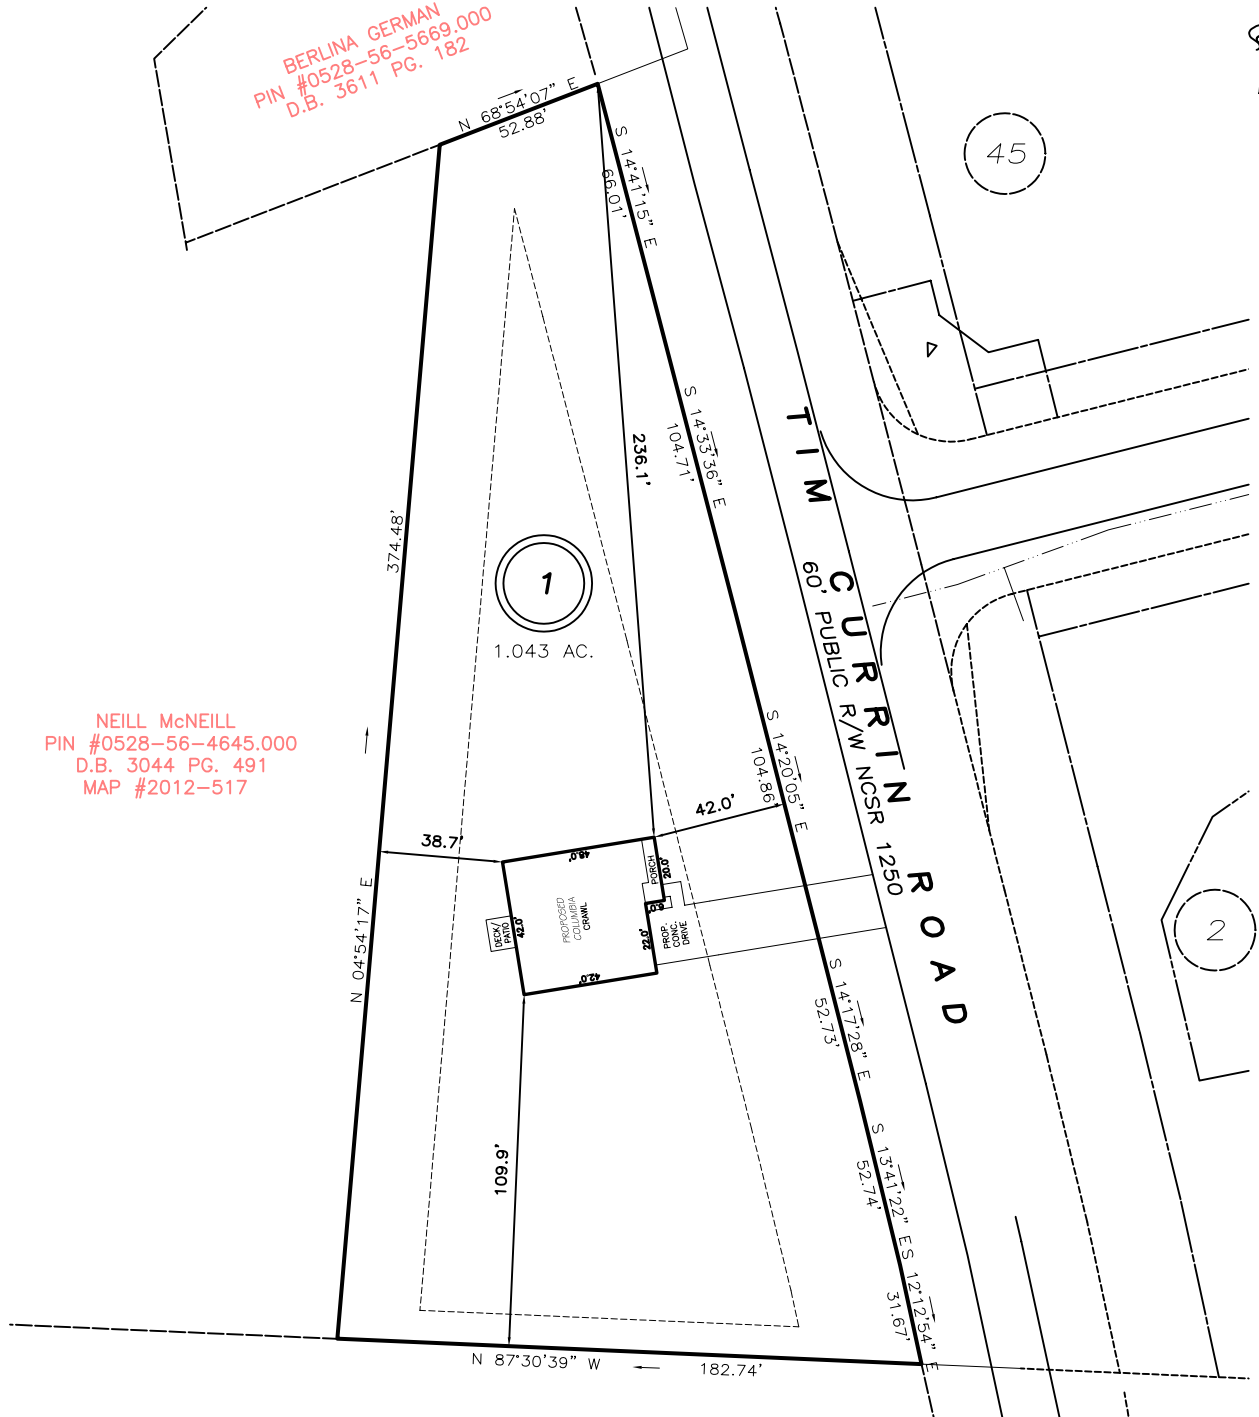 BERLINA GERMAN
PIN #0528-56-5669.000
D.B. 3611 PG. 182
N 68°54'07" E
52.88'
S 14°41'15" E
66.01'
45
S 14°33'36" E
104.71'
236.1'
374.48'
1
1.043 AC.
TIM CURRIN ROAD
60' PUBLIC R/W NCSR 1250
NEILL McNEILL
PIN #0528-56-4645.000
D.B. 3044 PG. 491
MAP #2012-517
S 14°20'05" E
104.86'
42.0'
38.7'
48.0'
PORCH
20.0'
6.0'
N 04°54'17" E
DECK/
PATIO
42.0'
PROPOSED
COLUMBIA
CRAWL
22.0'
PROP.
CONC.
DRIVE
42.0'
2
S 14°17'28" E
52.73'
109.9'
S 13°41'22" E
52.74'
S 12°12'54" E
31.67'
N 87°30'39" W
182.74'